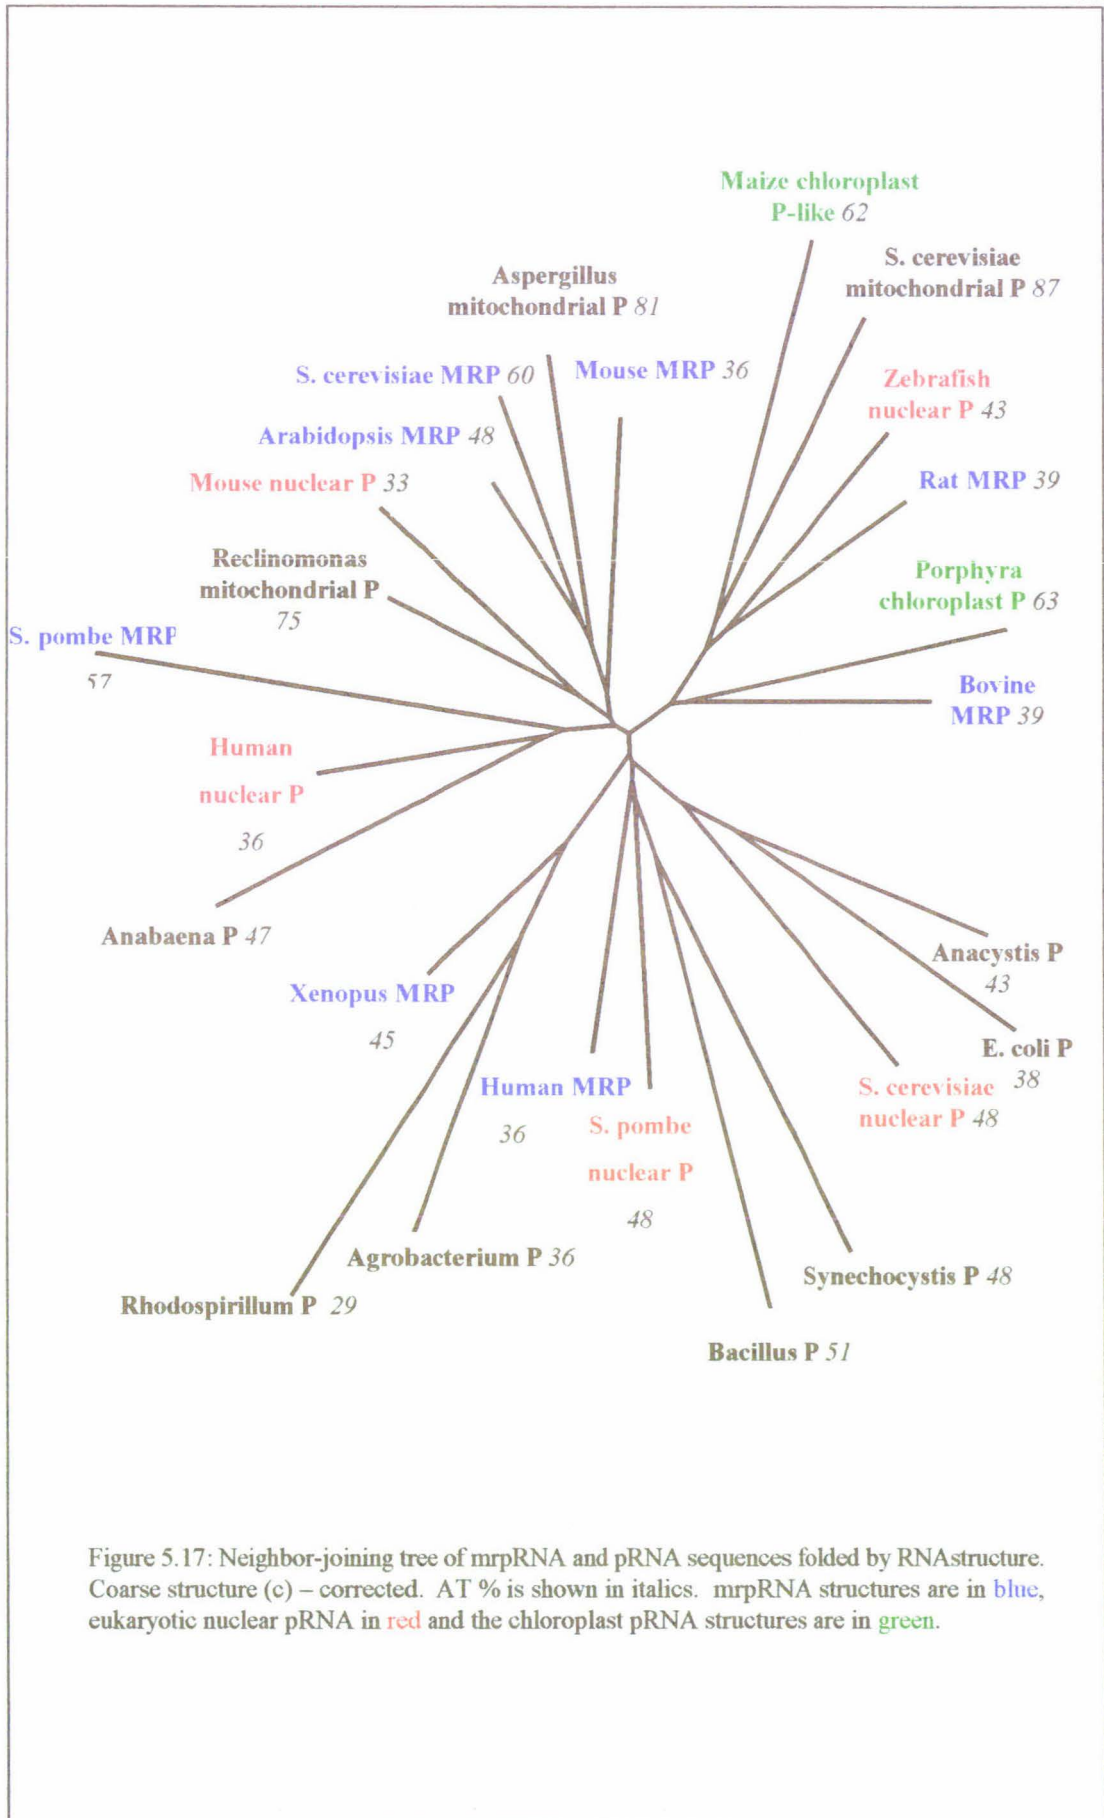 Maize chloroplast
P-like 62
S. cerevisiae
mitochondrial P 87
Aspergillus
mitochondrial P 81
S. cerevisiae MRP 60
Mouse MRP 36
Zebrafish
nuclear P 43
Arabidopsis MRP 48
Mouse nuclear P 33
Rat MRP 39
Reclinomonas
mitochondrial P
75
Porphyra
chloroplast P 63
S. pombe MRP
57
Bovine
MRP 39
Human
nuclear P
36
Anabaena P 47
Anacystis P
43
Xenopus MRP
45
E. coli P
38
Human MRP
36
S. cerevisiae
nuclear P 48
S. pombe
nuclear P
48
Agrobacterium P 36
Synechocystis P 48
Rhodospirillum P 29
Bacillus P 51
Figure 5.17: Neighbor-joining tree of mrpRNA and pRNA sequences folded by RNAstructure.
Coarse structure (c) – corrected. AT % is shown in italics. mrpRNA structures are in blue,
eukaryotic nuclear pRNA in red and the chloroplast pRNA structures are in green.